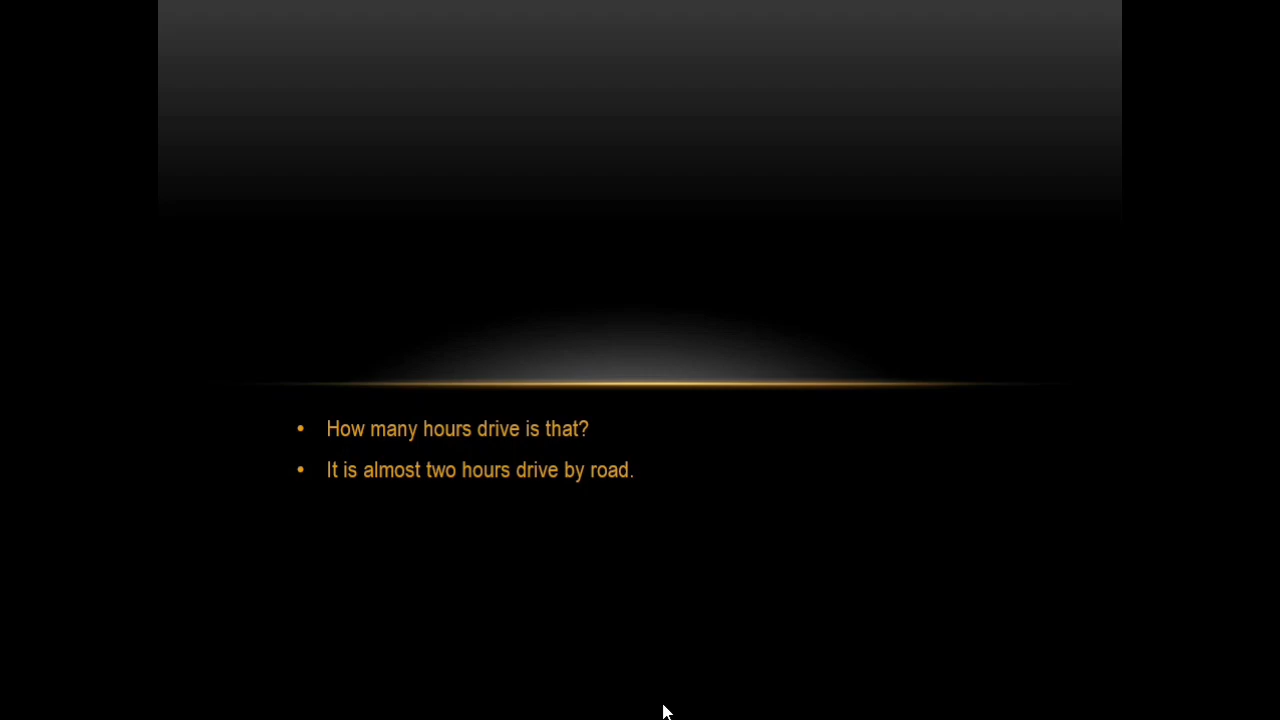 • How many hours drive is that?
• It is almost two hours drive by road.